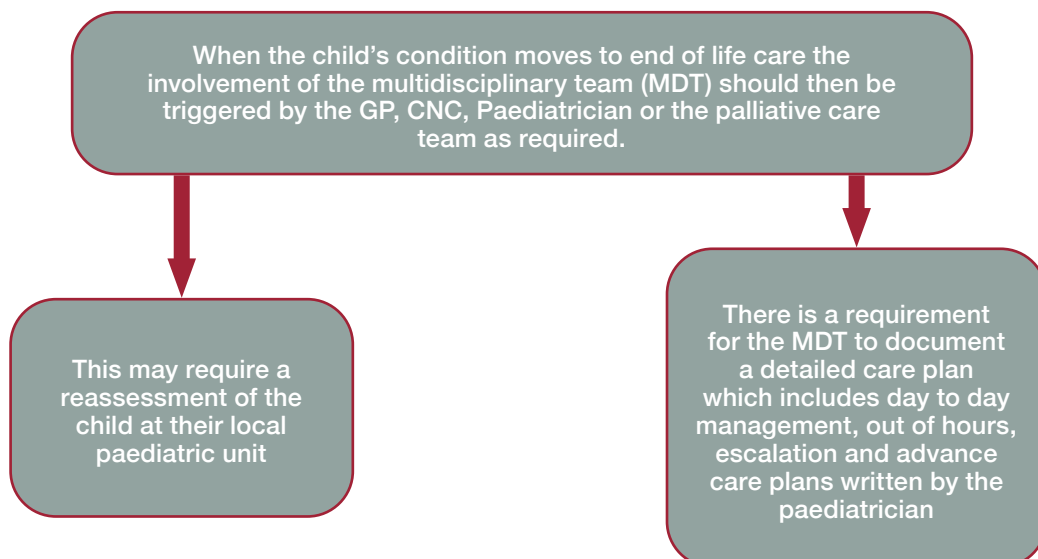 When the child’s condition moves to end of life care the
involvement of the multidisciplinary team (MDT) should then be
triggered by the GP, CNC, Paediatrician or the palliative care
team as required.
This may require a
reassessment of the
child at their local
paediatric unit
There is a requirement
for the MDT to document
a detailed care plan
which includes day to day
management, out of hours,
escalation and advance
care plans written by the
paediatrician